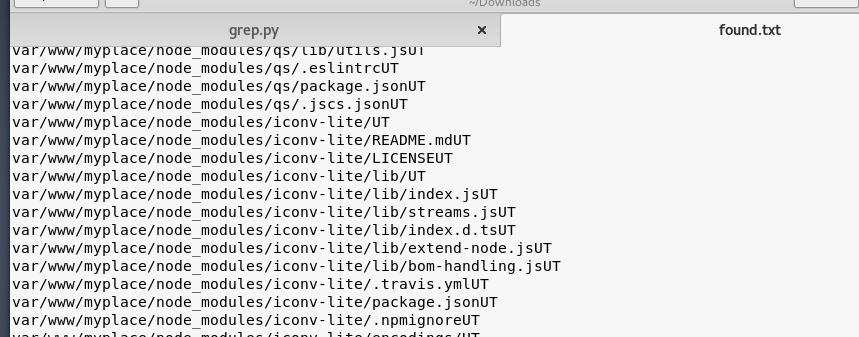 ~/Downloads
grep.py × found.txt
var/www/myplace/node_modules/qs/lib/utils.jsUT
var/www/myplace/node_modules/qs/.eslintrcUT
var/www/myplace/node_modules/qs/package.jsonUT
var/www/myplace/node_modules/qs/.jscs.jsonUT
var/www/myplace/node_modules/iconv-lite/UT
var/www/myplace/node_modules/iconv-lite/README.mdUT
var/www/myplace/node_modules/iconv-lite/LICENSEUT
var/www/myplace/node_modules/iconv-lite/lib/UT
var/www/myplace/node_modules/iconv-lite/lib/index.jsUT
var/www/myplace/node_modules/iconv-lite/lib/streams.jsUT
var/www/myplace/node_modules/iconv-lite/lib/index.d.tsUT
var/www/myplace/node_modules/iconv-lite/lib/extend-node.jsUT
var/www/myplace/node_modules/iconv-lite/lib/bom-handling.jsUT
var/www/myplace/node_modules/iconv-lite/.travis.ymlUT
var/www/myplace/node_modules/iconv-lite/package.jsonUT
var/www/myplace/node_modules/iconv-lite/.npmignoreUT
var/www/myplace/node_modules/iconv-lite/encodings/UT